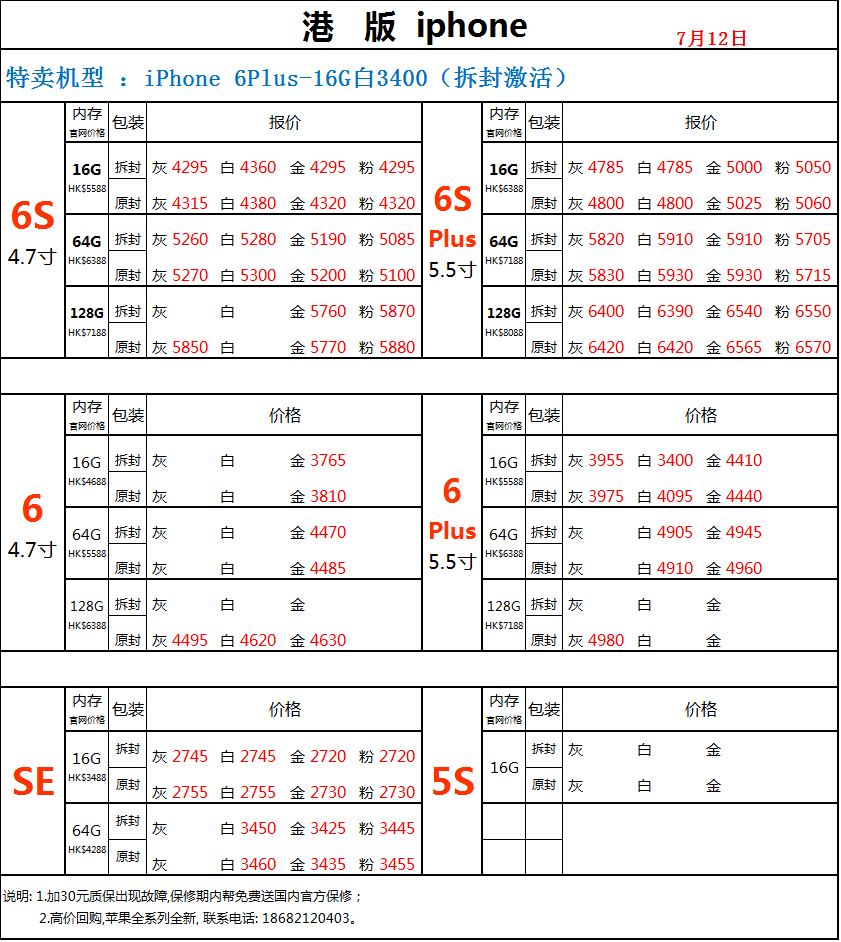 港 版 iphone
7月12日
特卖机型 : iPhone 6Plus-16G白3400（拆封激活）
6S
4.7寸
内存
官网价格
包装
报价
16G
HK$5588
拆封 灰 4295 白 4360 金 4295 粉 4295
原封 灰 4315 白 4380 金 4320 粉 4320
64G
HK$6388
拆封 灰 5260 白 5280 金 5190 粉 5085
原封 灰 5270 白 5300 金 5200 粉 5100
128G
HK$7188
拆封 灰 白 金 5760 粉 5870
原封 灰 5850 白 金 5770 粉 5880
6S
Plus
5.5寸
内存
官网价格
包装
报价
16G
HK$6388
拆封 灰 4785 白 4785 金 5000 粉 5050
原封 灰 4800 白 4800 金 5025 粉 5060
64G
HK$7188
拆封 灰 5820 白 5910 金 5910 粉 5705
原封 灰 5830 白 5930 金 5930 粉 5715
128G
HK$8088
拆封 灰 6400 白 6390 金 6540 粉 6550
原封 灰 6420 白 6420 金 6565 粉 6570
6
4.7寸
内存
官网价格
包装
价格
16G
HK$4688
拆封 灰 白 金 3765
原封 灰 白 金 3810
64G
HK$5588
拆封 灰 白 金 4470
原封 灰 白 金 4485
128G
HK$6388
拆封 灰 白 金
原封 灰 4495 白 4620 金 4630
6
Plus
5.5寸
内存
官网价格
包装
价格
16G
HK$5588
拆封 灰 3955 白 3400 金 4410
原封 灰 3975 白 4095 金 4440
64G
HK$6388
拆封 灰 白 4905 金 4945
原封 灰 白 4910 金 4960
128G
HK$7188
拆封 灰 白 金
原封 灰 4980 白 金
SE
内存
官网价格
包装
价格
16G
HK$3488
拆封 灰 2745 白 2745 金 2720 粉 2720
原封 灰 2755 白 2755 金 2730 粉 2730
64G
HK$4288
拆封 灰 白 3450 金 3425 粉 3445
原封 灰 白 3460 金 3435 粉 3455
5S
内存
官网价格
包装
价格
16G
拆封 灰 白 金
原封 灰 白 金
说明: 1.加30元质保出现故障,保修期内帮免费送国内官方保修；
2.高价回购,苹果全系列全新, 联系电话: 18682120403。